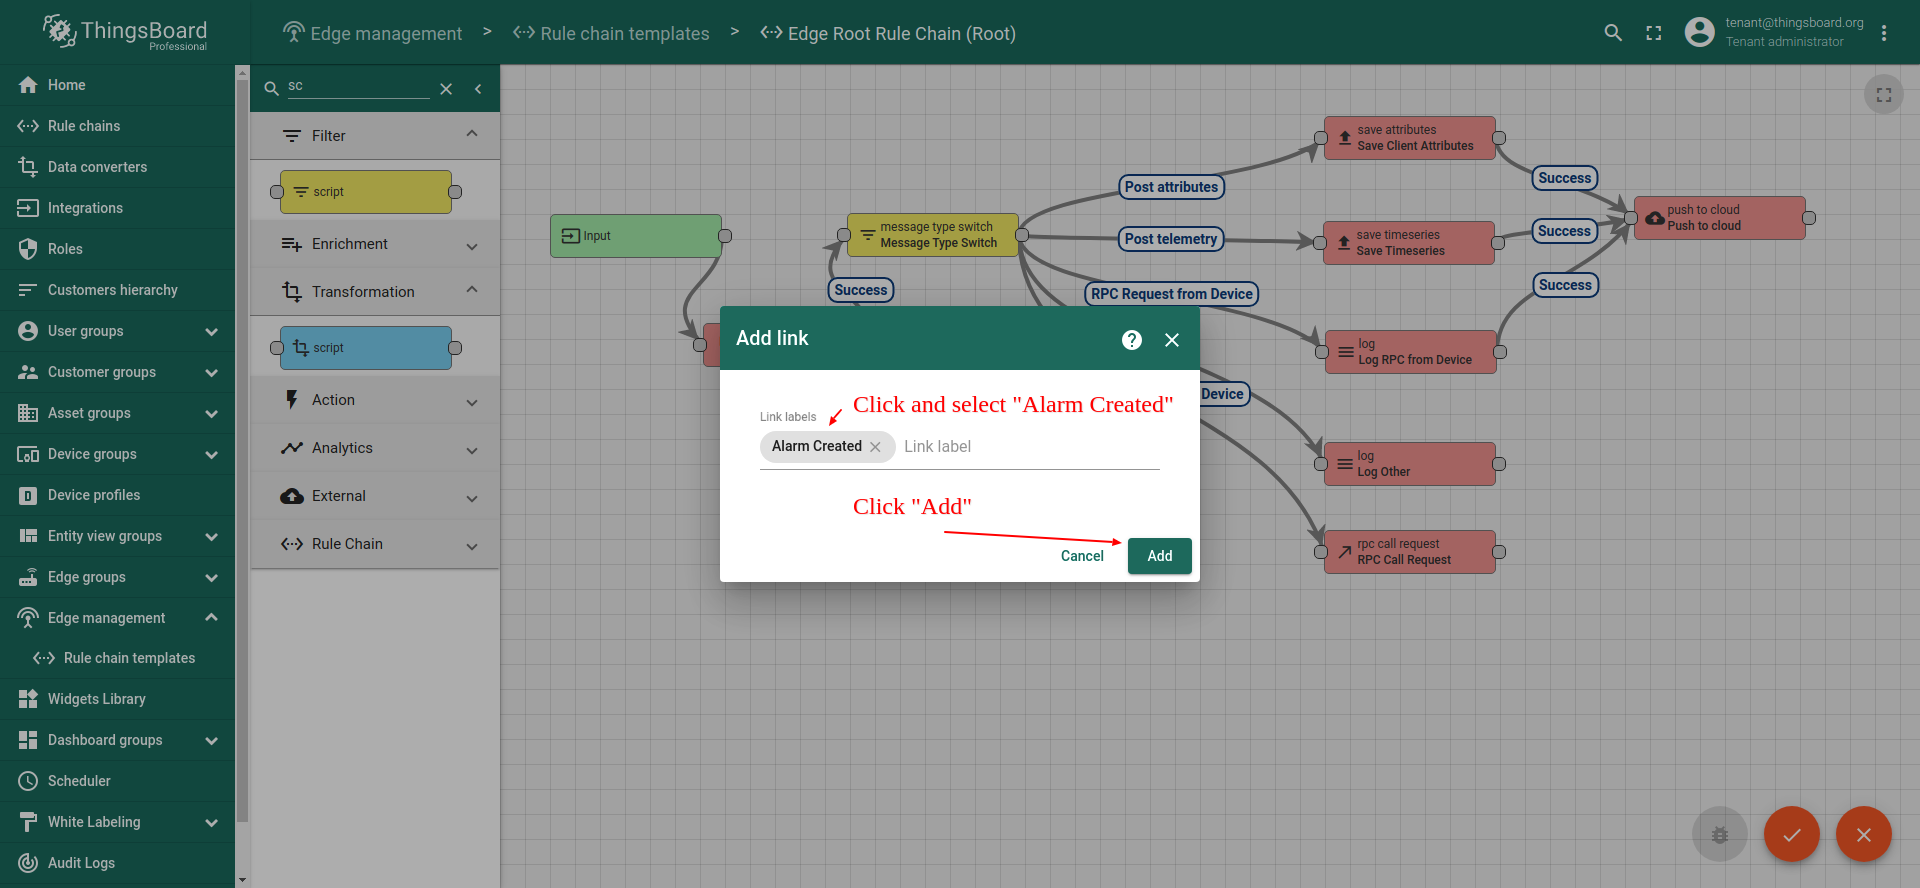 ThingsBoard
Professional
Edge management > Rule chain templates > Edge Root Rule Chain (Root)
tenant@thingsboard.org
Tenant administrator
Home
Rule chains
Data converters
Integrations
Roles
Customers hierarchy
User groups
Customer groups
Asset groups
Device groups
Device profiles
Entity view groups
Edge groups
Edge management
Rule chain templates
Widgets Library
Dashboard groups
Scheduler
White Labeling
Audit Logs
sc
Filter
script
Enrichment
Transformation
script
Action
Analytics
External
Rule Chain
Input
message type switch
Message Type Switch
Success
Post attributes
Post telemetry
RPC Request from Device
Device
save attributes
Save Client Attributes
save timeseries
Save Timeseries
log
Log RPC from Device
log
Log Other
rpc call request
RPC Call Request
Success
Success
Success
push to cloud
Push to cloud
Add link
Click and select "Alarm Created"
Link labels
Alarm Created
Link label
Click "Add"
Cancel
Add